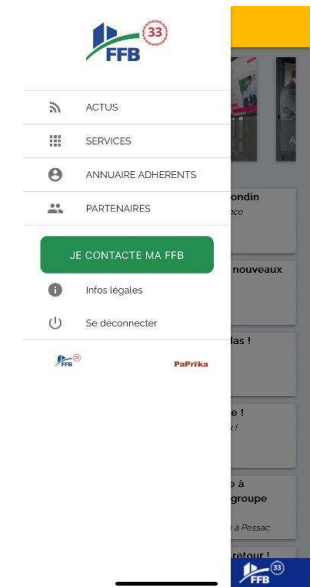 33
FFB
ACTUS
SERVICES
ANNUAIRE ADHERENTS
PARTENAIRES
JE CONTACTE MA FFB
Infos légales
Se déconnecter
FFB
PaPrika
A
ondin
nce
nouveaux
las !
e !
x !
e à
groupe
à Pessac
retour !
33
FFB